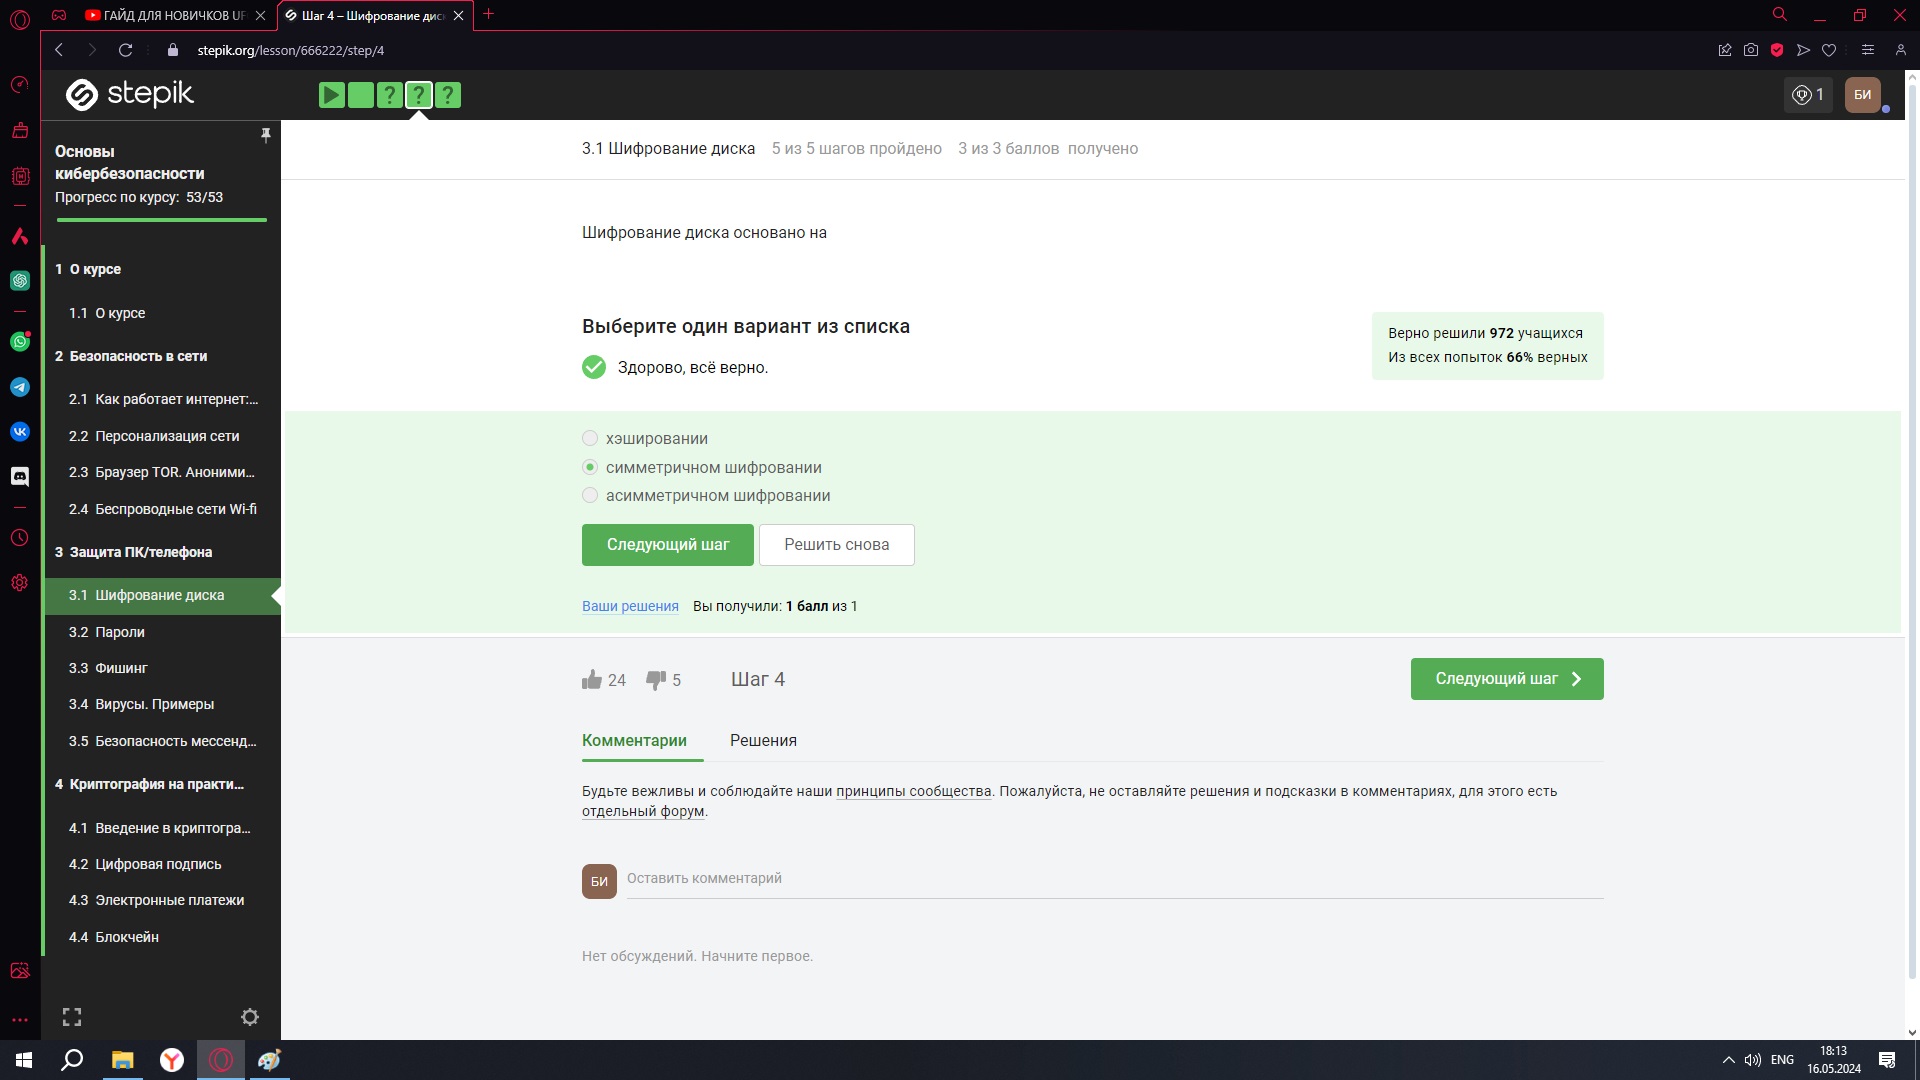 ГАЙД ДЛЯ НОВИЧКОВ UF
Шаг 4 – Шифрование дис
stepik.org/lesson/666222/step/4
stepik
?
?
?
1
БИ
Основы
кибербезопасности
Прогресс по курсу: 53/53
1 О курсе
1.1 О курсе
2 Безопасность в сети
2.1 Как работает интернет:...
2.2 Персонализация сети
2.3 Браузер TOR. Аноними...
2.4 Беспроводные сети Wi-fi
3 Защита ПК/телефона
3.1 Шифрование диска
3.2 Пароли
3.3 Фишинг
3.4 Вирусы. Примеры
3.5 Безопасность мессенд...
4 Криптография на практи...
4.1 Введение в криптогра...
4.2 Цифровая подпись
4.3 Электронные платежи
4.4 Блокчейн
3.1 Шифрование диска 5 из 5 шагов пройдено 3 из 3 баллов получено
Шифрование диска основано на
Выберите один вариант из списка
Здорово, всё верно.
Верно решили 972 учащихся
Из всех попыток 66% верных
хэшировании
симметричном шифровании
асимметричном шифровании
Следующий шаг
Решить снова
Ваши решения Вы получили: 1 балл из 1
24
5
Шаг 4
Следующий шаг
Комментарии
Решения
Будьте вежливы и соблюдайте наши принципы сообщества. Пожалуйста, не оставляйте решения и подсказки в комментариях, для этого есть
отдельный форум.
БИ
Оставить комментарий
Нет обсуждений. Начните первое.
ENG
18:13
16.05.2024